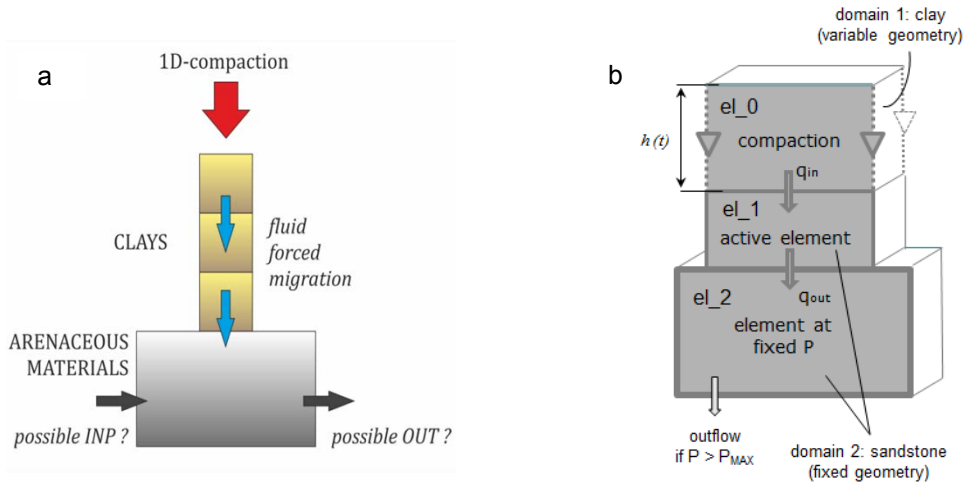 a
1D-compaction
CLAYS
fluid
forced
migration
ARENACEOUS
MATERIALS
possible INP ?
possible OUT ?
b
domain 1: clay
(variable geometry)
el_0
h(t)
compaction
qin
el_1
active element
el_2
qout
element at
fixed P
outflow
if P > PMAX
domain 2: sandstone
(fixed geometry)